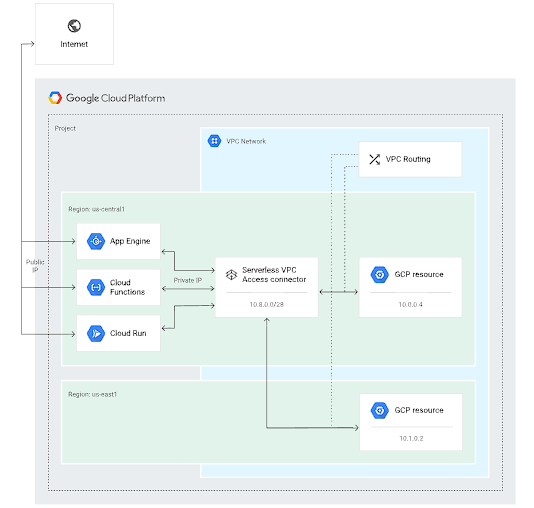 Internet
Google Cloud Platform
Project
VPC Network
VPC Routing
Region: us-central1
App Engine
Public
IP
Cloud
Functions
Private IP
Serverless VPC
Access connector
10.8.0.0/28
GCP resource
10.0.0.4
Cloud Run
Region: us-east1
GCP resource
10.1.0.2